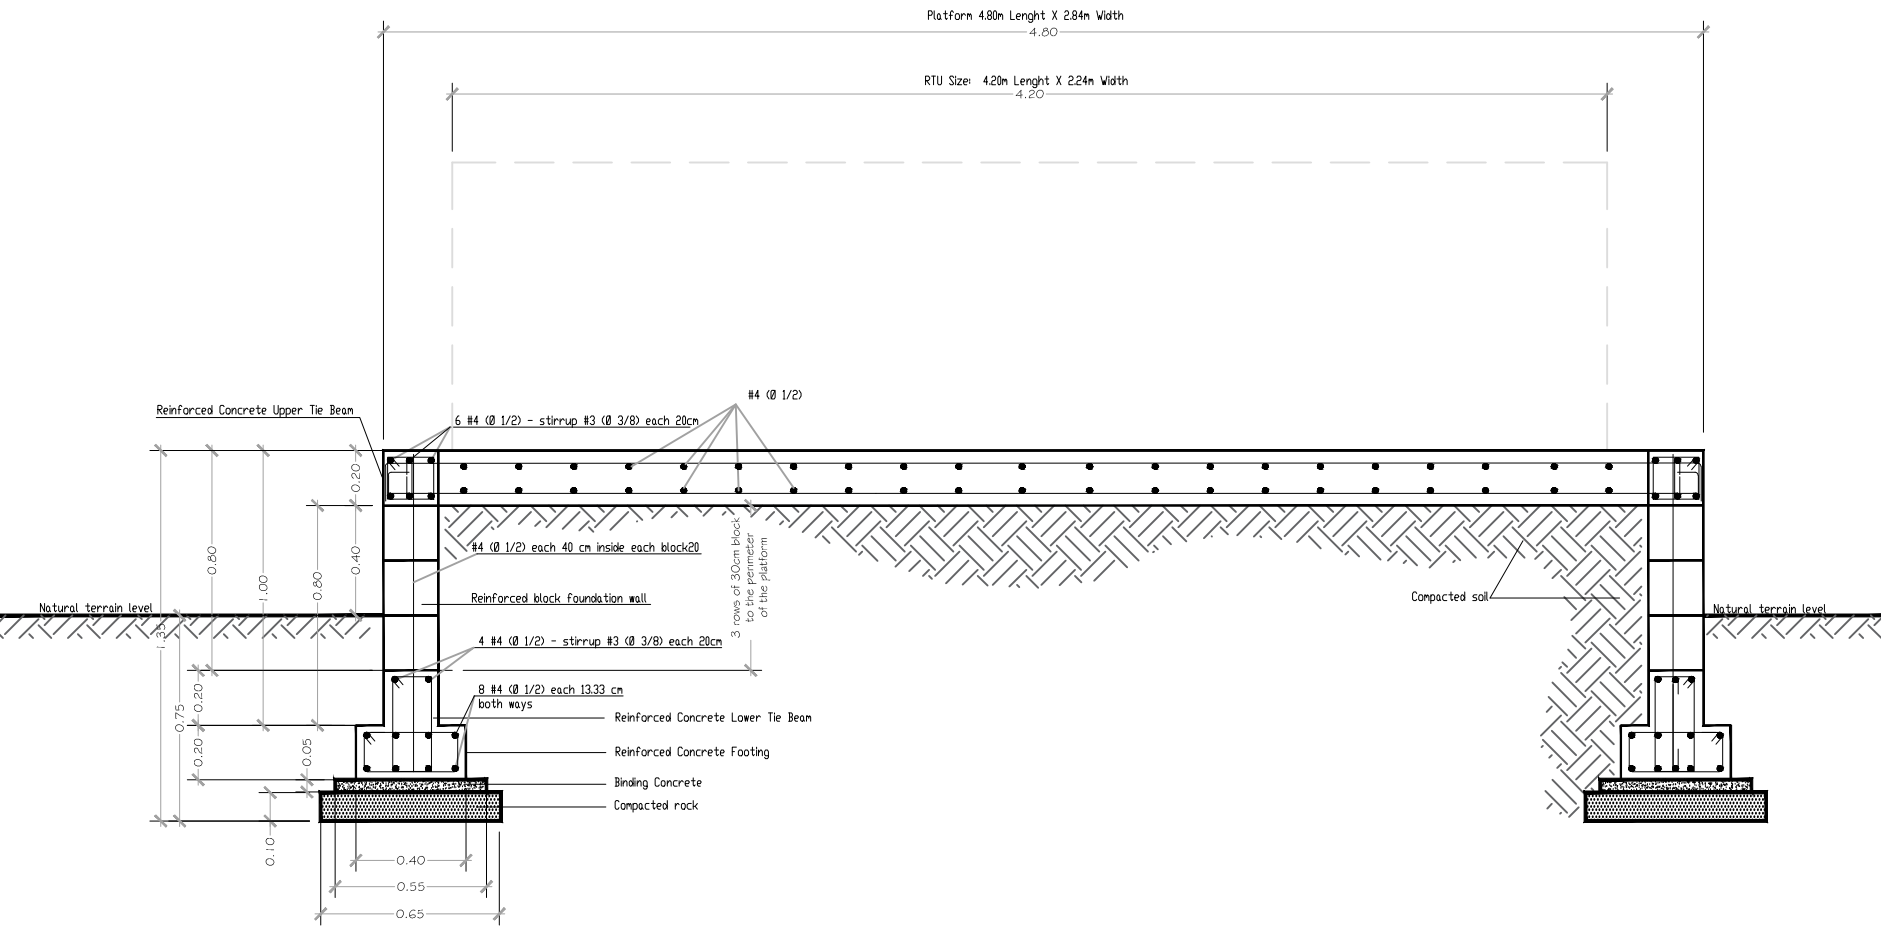 Platform 4.80m Lenght X 2.84m Width
4.80
RTU Size:  4.20m Lenght X 2.24m Width
4.20
#4 (Ø 1/2)
Reinforced Concrete Upper Tie Beam
6 #4 (Ø 1/2) - stirrup #3 (Ø 3/8) each 20cm
0.20
0.80
1.00
0.80
0.40
#4 (Ø 1/2) each 40 cm inside each block20
3 rows of 30cm block
to the perimeter
of the platform
Reinforced block foundation wall
Compacted soil
Natural terrain level
Natural terrain level
1.35
4 #4 (Ø 1/2) - stirrup #3 (Ø 3/8) each 20cm
0.20
0.75
8 #4 (Ø 1/2) each 13.33 cm
both ways
Reinforced Concrete Lower Tie Beam
0.20
0.05
Reinforced Concrete Footing
Binding Concrete
Compacted rock
0.10
0.40
0.55
0.65